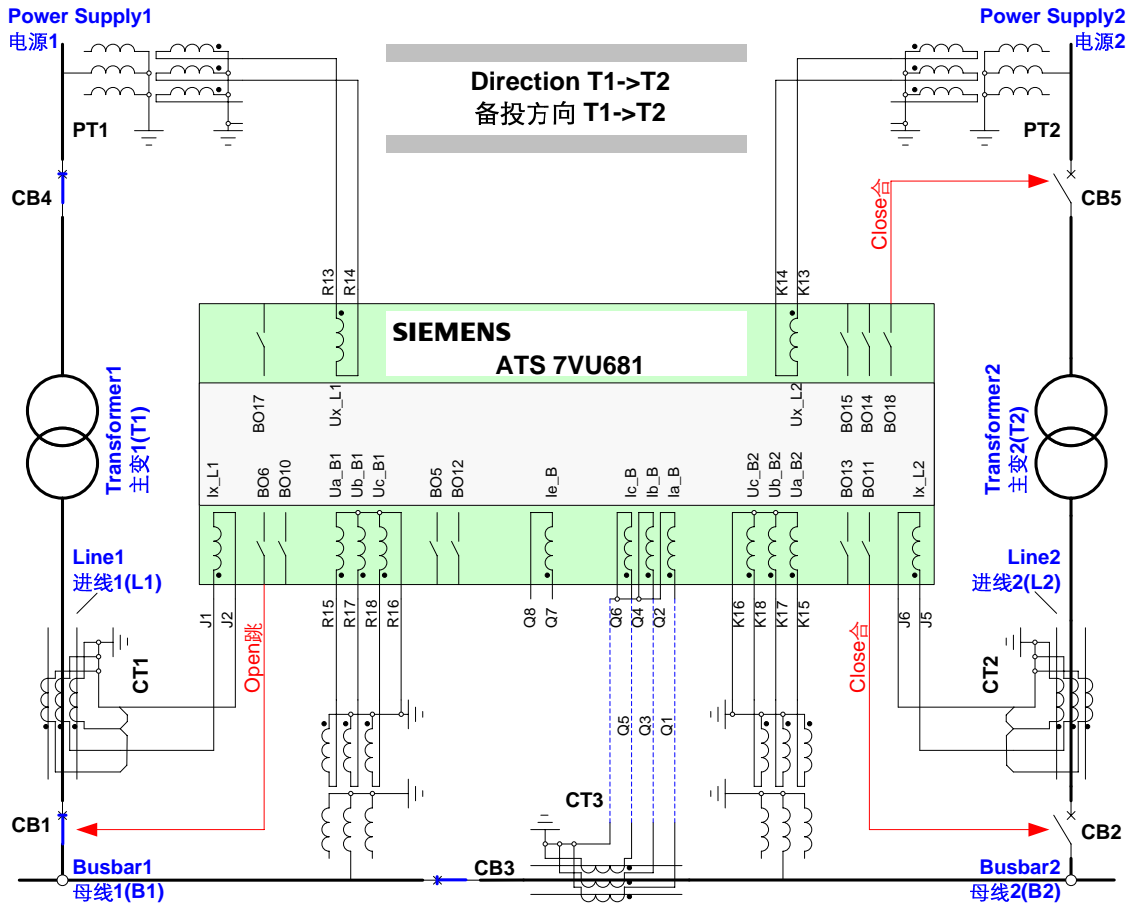 Power Supply1
电源1
Power Supply2
电源2
Direction T1->T2
备投方向 T1->T2
PT1
PT2
CB4
CB5
Close合
R13
R14
K14
K13
SIEMENS
ATS 7VU681
Transformer1
主变1(T1)
Transformer2
主变2(T2)
BO17
Ux_L1
Ux_L2
BO15
BO14
BO18
Ix_L1
BO6
BO10
Ua_B1
Ub_B1
Uc_B1
BO5
BO12
Ie_B
Ic_B
Ib_B
Ia_B
Uc_B2
Ub_B2
Ua_B2
BO13
BO11
Ix_L2
Line1
进线1(L1)
Line2
进线2(L2)
J1
J2
R15
R17
R18
R16
Q8
Q7
Q6
Q4
Q2
K16
K18
K17
K15
J6
J5
CT1
Open跳
Close合
CT2
Q5
Q3
Q1
CT3
CB1
CB2
CB3
Busbar1
母线1(B1)
Busbar2
母线2(B2)